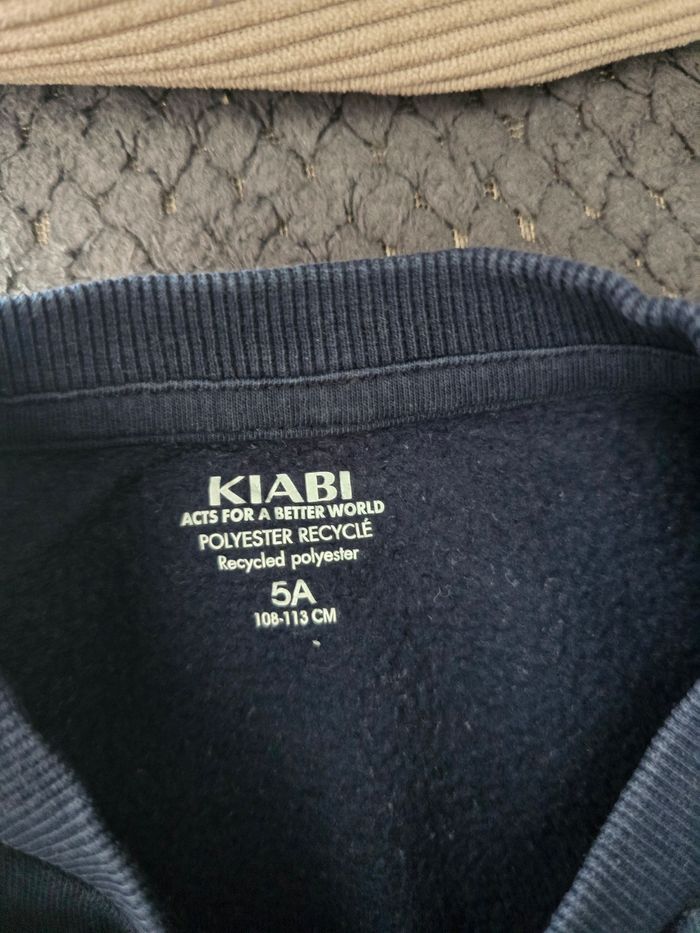 KIABI
ACTS FOR A BETTER WORLD
POLYESTER RECYCLÉ
Recycled polyester
5A
108-113 CM